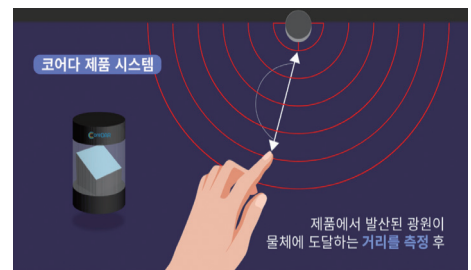 코어다 제품 시스템
제품에서 발산된 광원이
물체에 도달하는 거리를 측정 후